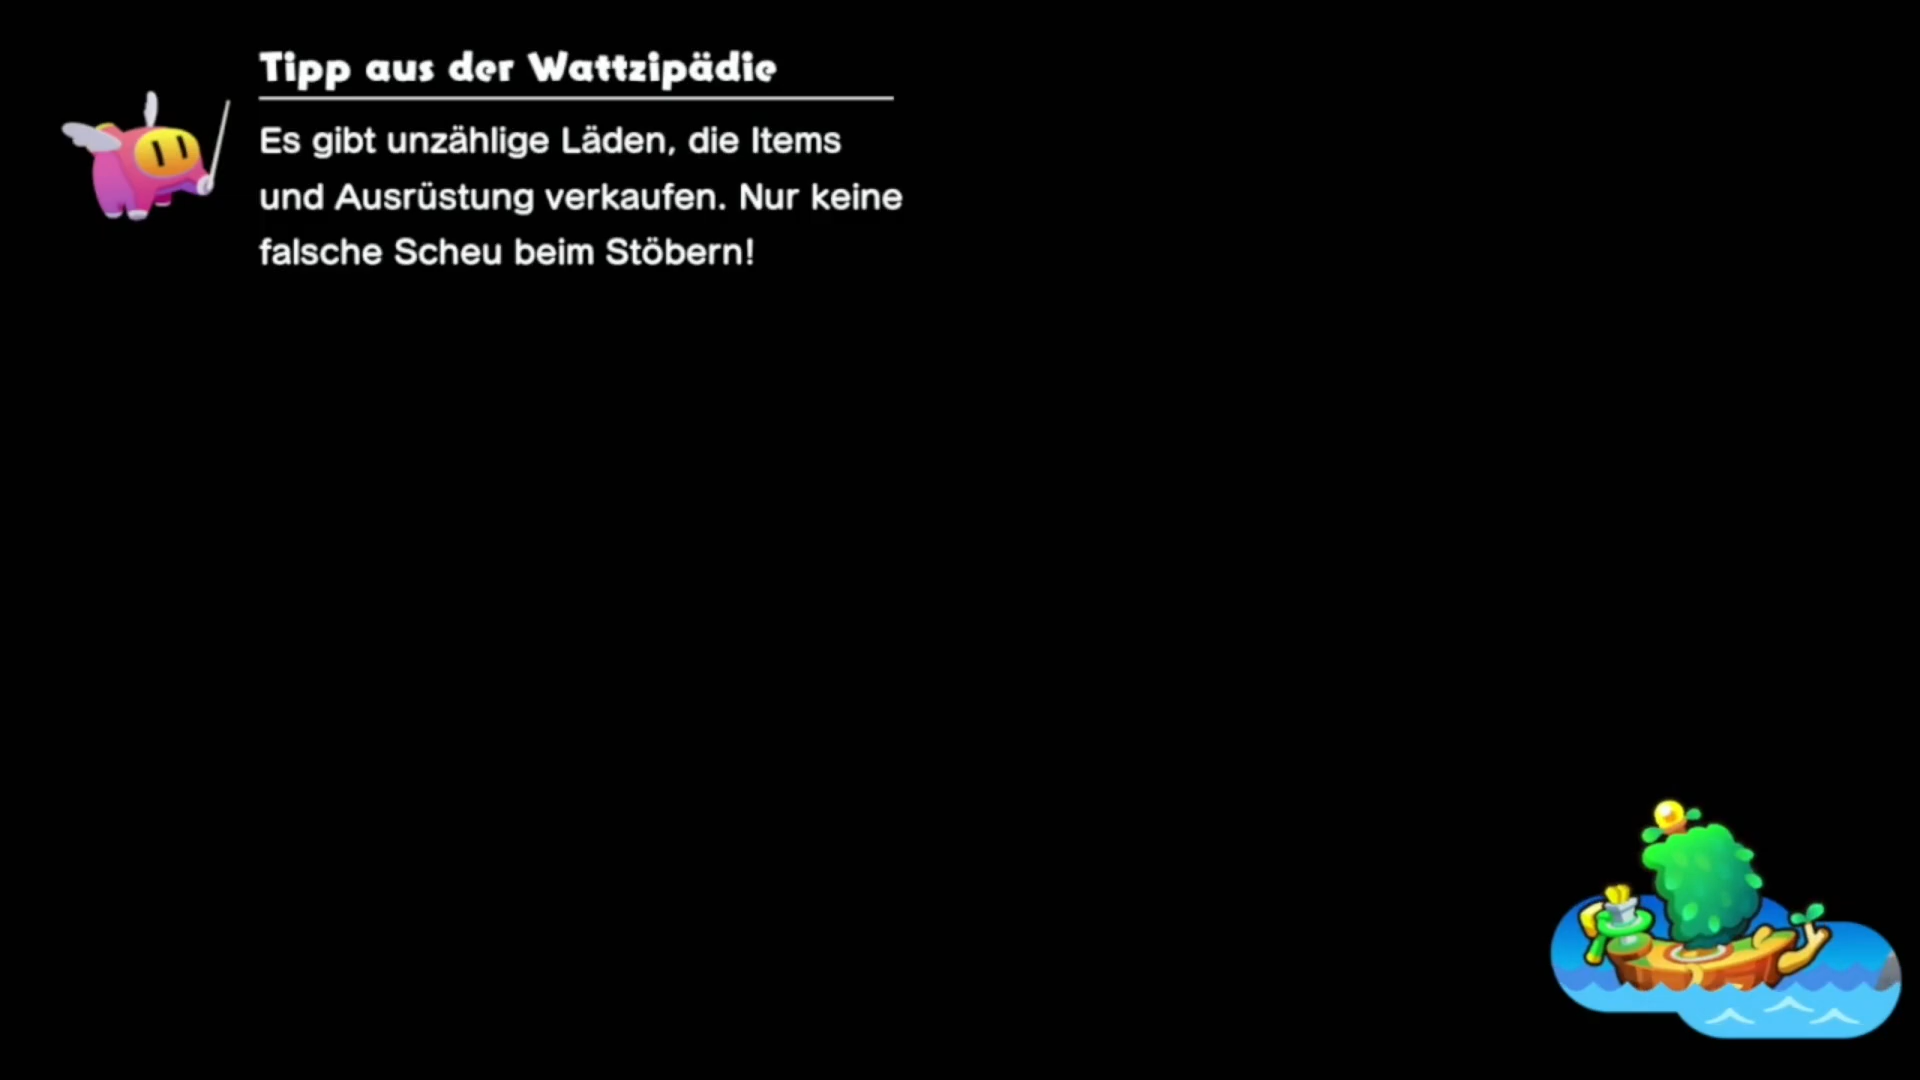 Tipp aus der Wattzipädie
Es gibt unzählige Läden, die Items
und Ausrüstung verkaufen. Nur keine
falsche Scheu beim Stöbern!